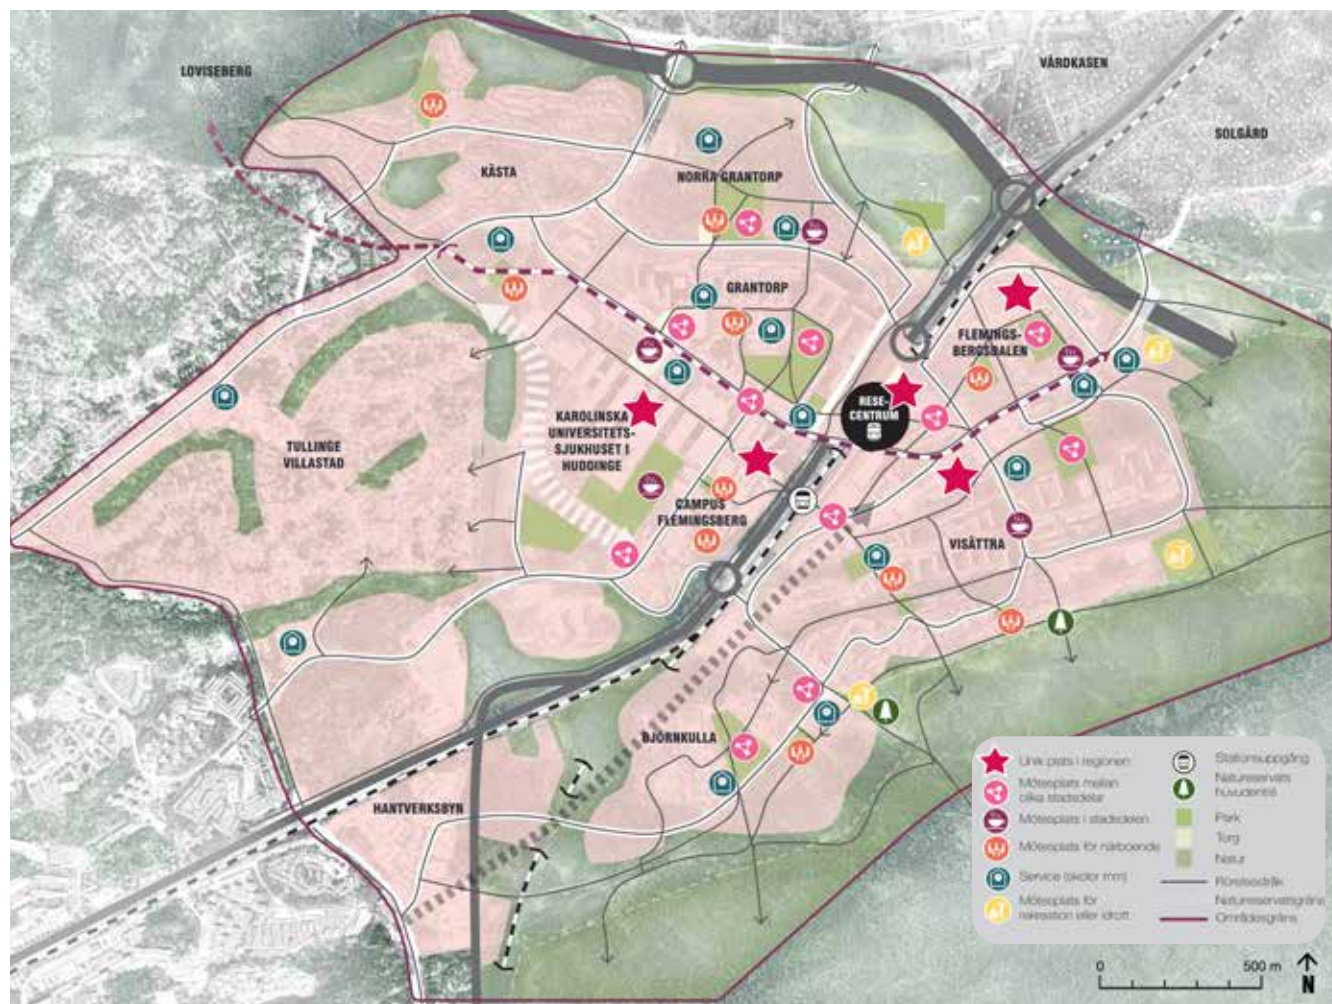 LOVISEBERG
VÅRDKASEN
SOLGÅRD
KÄSTA
NORRA GRANTORP
GRANTORP
FLEMINGS-
BERGSDALEN
RESE-
CENTRUM
KAROLINSKA
UNIVERSITETS-
SJUKHUSET I
HUDDINGE
TULLINGE
VILLASTAD
CAMPUS
FLEMINGSBERG
VISÄTTRA
BJÖRNKULLA
HANTVERKSBYN
Unik plats i regionen
Mötesplats mellan
olika stadsdelar
Mötesplats i stadsdelen
Mötesplats för närboende
Service (skolor mm)
Mötesplats för
rekreation eller idrott
Stationsuppgång
Naturreservats
huvudentré
Park
Torg
Natur
Rörelsestråk
Naturreservatsgräns
Områdesgräns
0 500 m
N